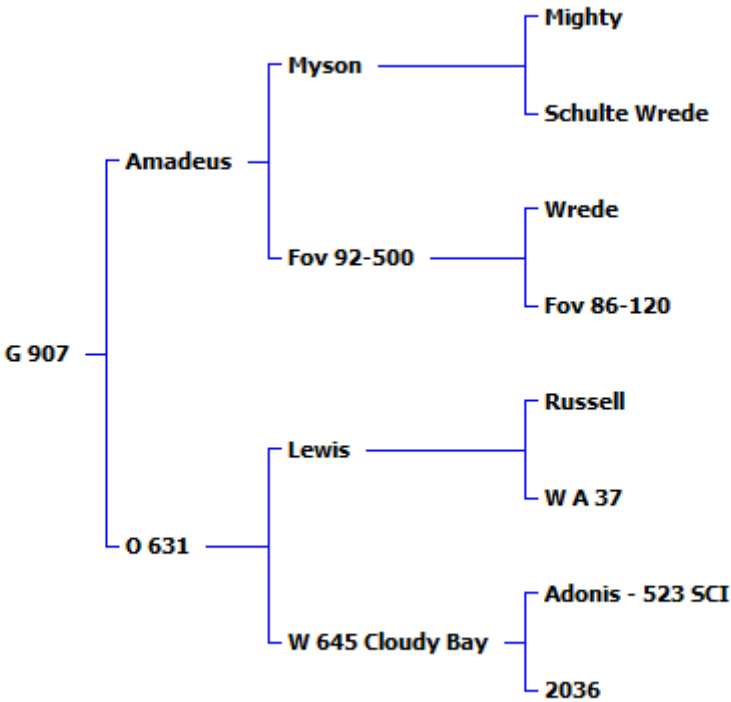 Mighty
Myson
Schulte Wrede
Amadeus
Wrede
Fov 92-500
Fov 86-120
G 907
Russell
Lewis
W A 37
O 631
Adonis - 523 SCI
W 645 Cloudy Bay
2036